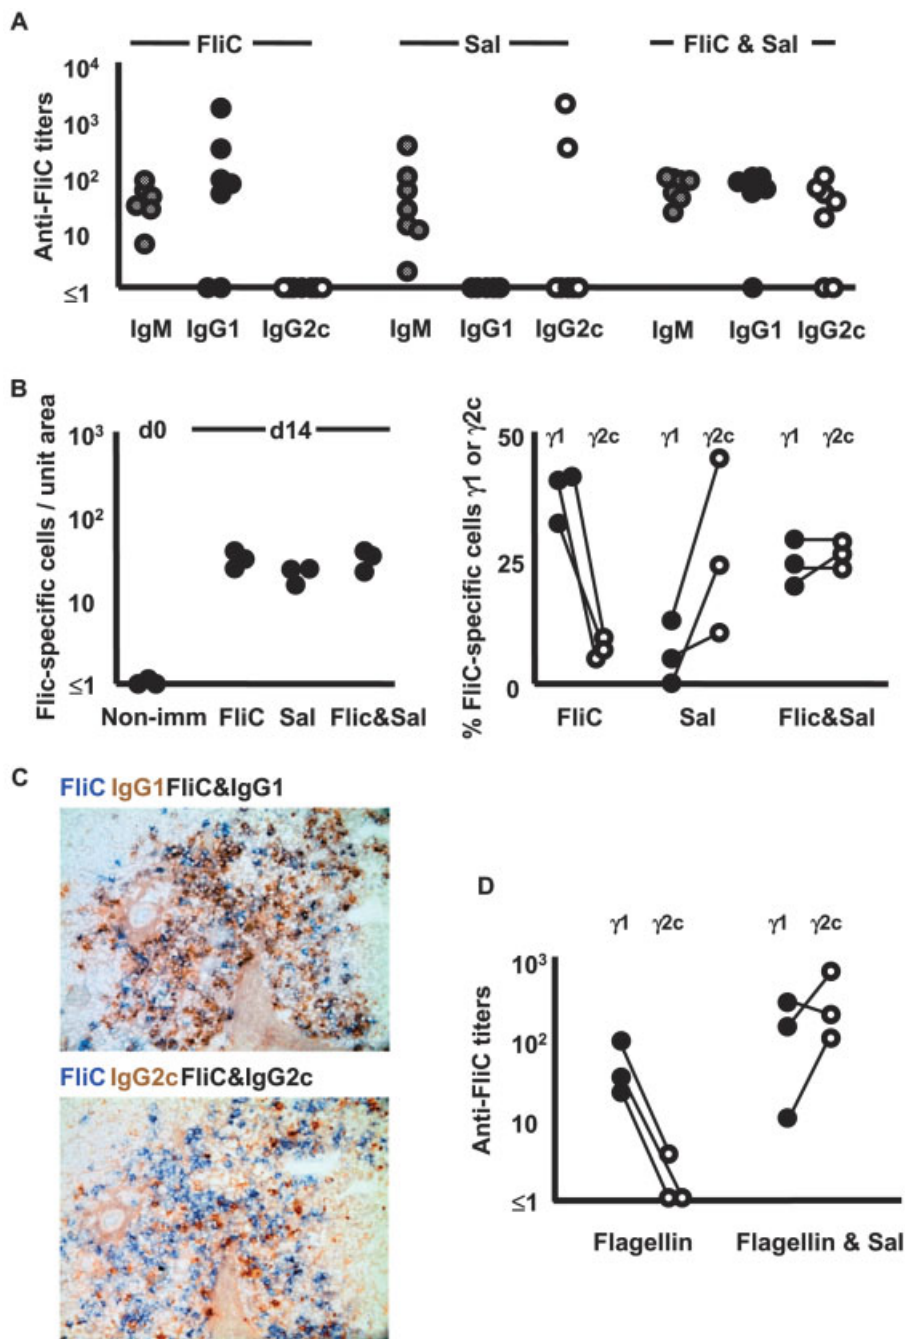 A
FliC Sal FliC & Sal
Anti-FliC titers
10⁴
10³
10²
10
≤1
IgM IgG1 IgG2c IgM IgG1 IgG2c IgM IgG1 IgG2c
B
Flic-specific cells / unit area
d0 d14
10³
10²
10
≤1
Non-imm FliC Sal Flic&Sal
% FliC-specific cells γ1 or γ2c
γ1 γ2c γ1 γ2c γ1 γ2c
50
25
0
FliC Sal Flic&Sal
C
FliC IgG1 FliC&IgG1
FliC IgG2c FliC&IgG2c
D
γ1 γ2c γ1 γ2c
Anti-FliC titers
10³
10²
10
≤1
Flagellin Flagellin & Sal